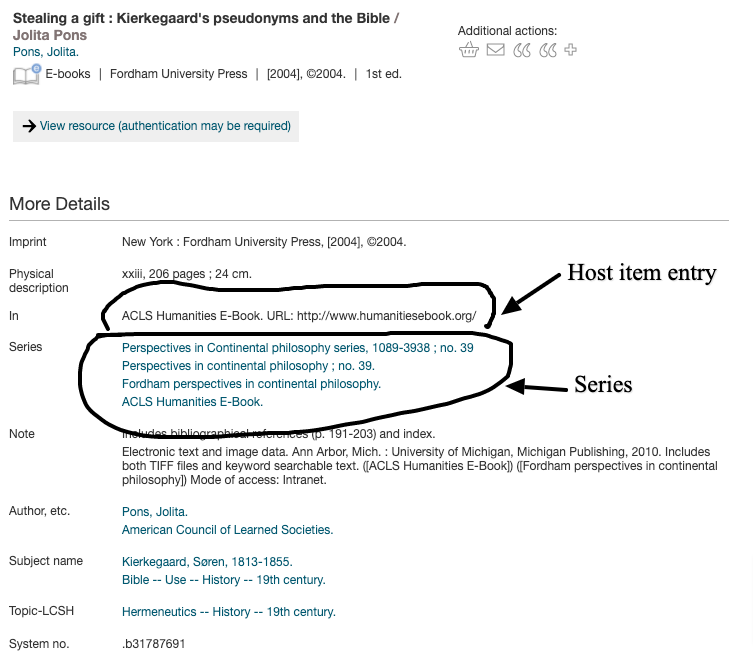 Stealing a gift : Kierkegaard's pseudonyms and the Bible /
Jolita Pons
Pons, Jolita.
E-books | Fordham University Press | [2004], ©2004. | 1st ed.
Additional actions:
View resource (authentication may be required)
More Details
Imprint New York : Fordham University Press, [2004], ©2004.
Physical description xxiii, 206 pages ; 24 cm.
Host item entry
In ACLS Humanities E-Book. URL: http://www.humanitiesebook.org/
Series Perspectives in Continental philosophy series, 1089-3938 ; no. 39
Perspectives in continental philosophy ; no. 39.
Fordham perspectives in continental philosophy.
Series
ACLS Humanities E-Book.
Note Includes bibliographical references (p. 191-203) and index.
Electronic text and image data. Ann Arbor, Mich. : University of Michigan, Michigan Publishing, 2010. Includes
both TIFF files and keyword searchable text. ([ACLS Humanities E-Book]) ([Fordham perspectives in continental
philosophy]) Mode of access: Intranet.
Author, etc. Pons, Jolita.
American Council of Learned Societies.
Subject name Kierkegaard, Søren, 1813-1855.
Bible -- Use -- History -- 19th century.
Topic-LCSH Hermeneutics -- History -- 19th century.
System no. .b31787691